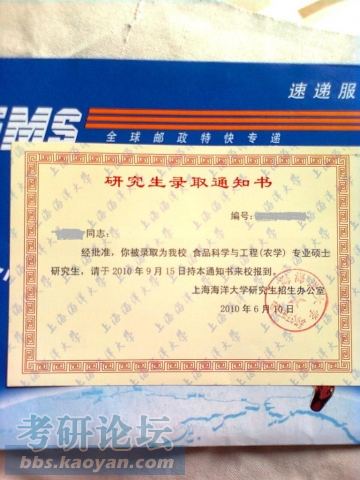 EMS
速递服
全球邮政特快专递
研究生录取通知书
编号:
同志:
经批准，你被录取为我校 食品科学与工程(农学) 专业硕士
研究生，请于 2010 年 9 月 15 日持本通知书来校报到。
上海海洋大学研究生招生办公室
2010 年 6 月 10 日
考研论坛
bbs.kaoyan.com